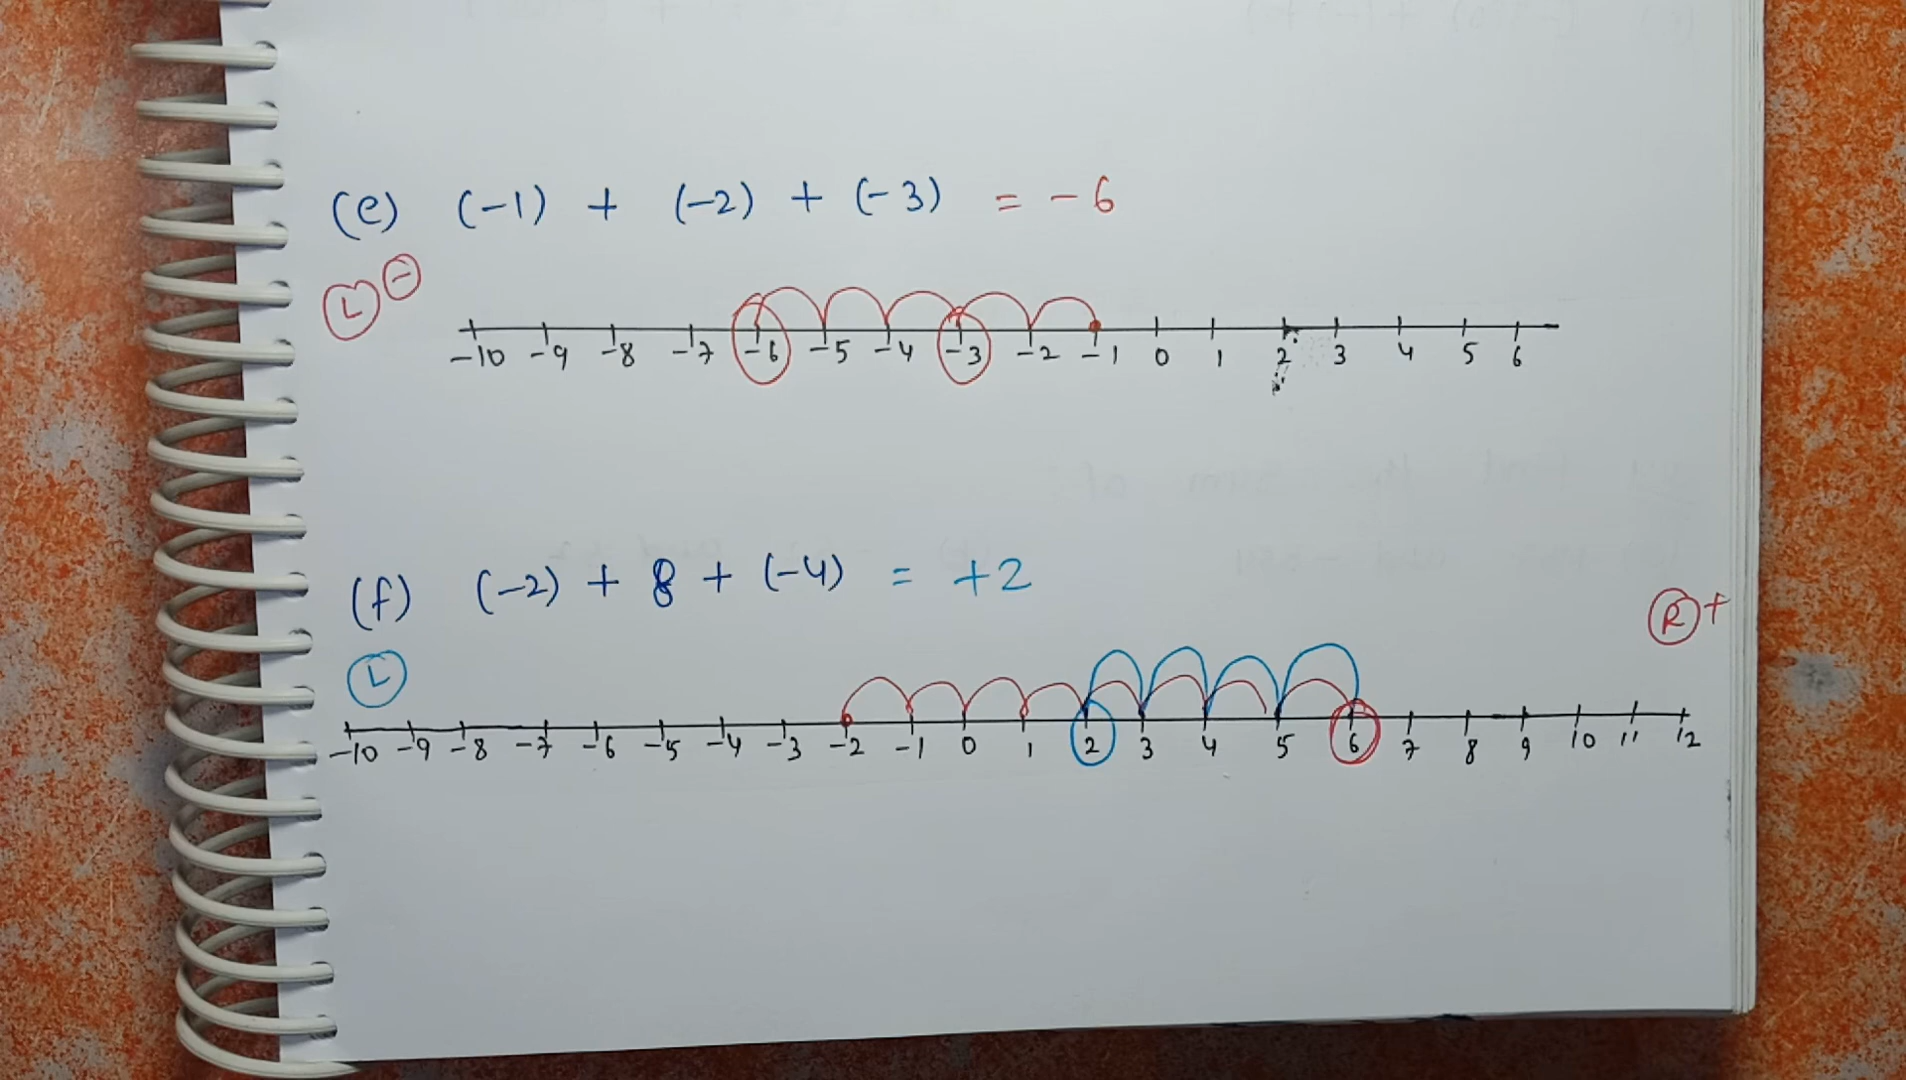 (e) (-1) + (-2) + (-3) = -6
L -
-10 -9 -8 -7 -6 -5 -4 -3 -2 -1 0 1 2 3 4 5 6
(f) (-2) + 8 + (-4) = +2
R +
L
-10 -9 -8 -7 -6 -5 -4 -3 -2 -1 0 1 2 3 4 5 6 7 8 9 10 11 12